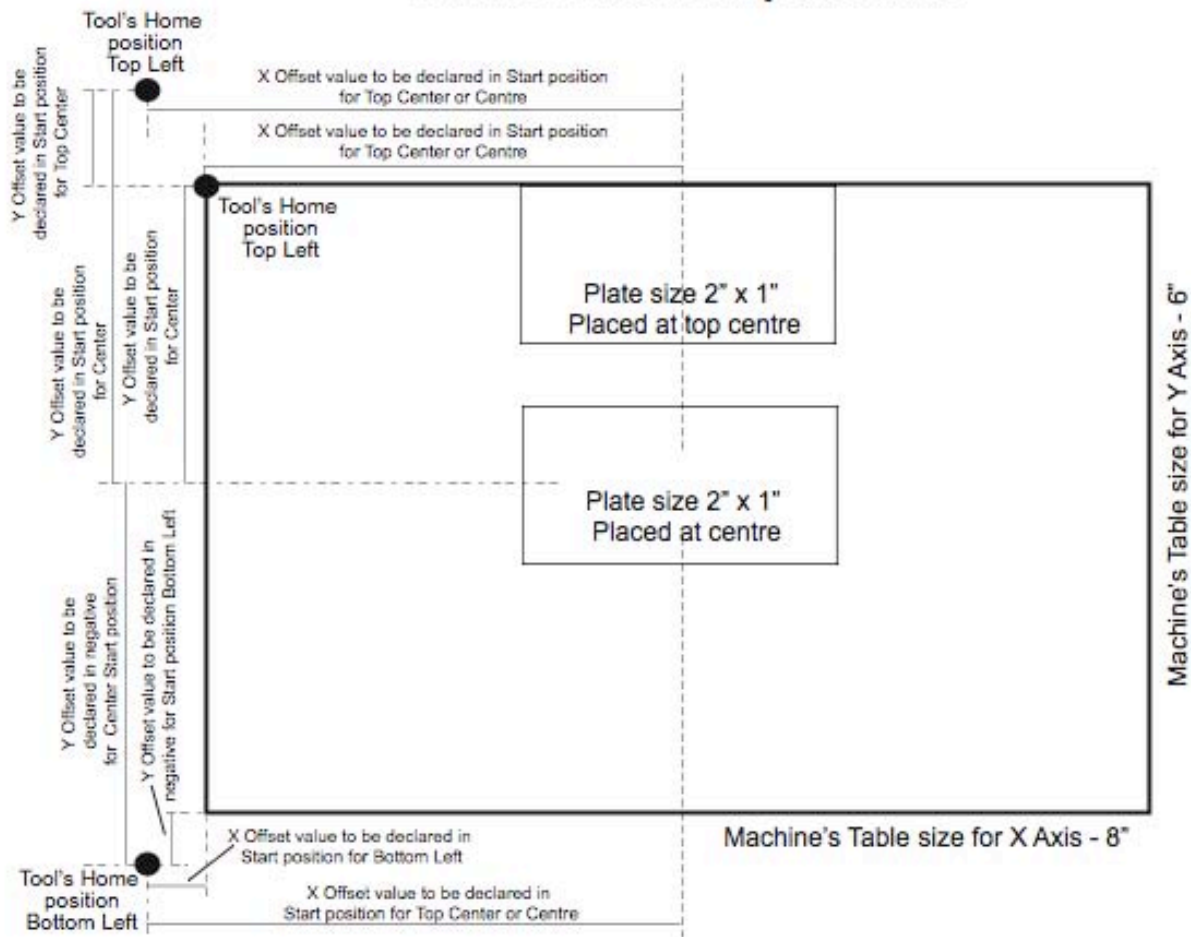 Tool's Home
position
Top Left
X Offset value to be declared in Start position
for Top Center or Centre
X Offset value to be declared in Start position
for Top Center or Centre
Y Offset value to be
declared in Start position
for Top Center
Tool's Home
position
Top Left
Y Offset value to be
declared in Start position
for Center
Y Offset value to be
declared in Start position
for Center
Plate size 2” x 1”
Placed at top centre
Plate size 2” x 1”
Placed at centre
Machine's Table size for Y Axis - 6”
Y Offset value to be
declared in negative
for Center Start position
Y Offset value to be declared in
negative for Start position Bottom Left
X Offset value to be declared in
Start position for Bottom Left
Machine's Table size for X Axis - 8”
Tool's Home
position
Bottom Left
X Offset value to be declared in
Start position for Top Center or Centre